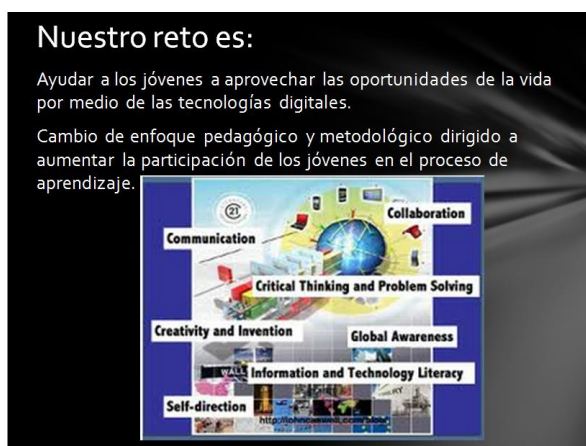 Nuestro reto es:
Ayudar a los jóvenes a aprovechar las oportunidades de la vida
por medio de las tecnologías digitales.
Cambio de enfoque pedagógico y metodológico dirigido a
aumentar la participación de los jóvenes en el proceso de
aprendizaje.
21
Collaboration
Communication
Critical Thinking and Problem Solving
Creativity and Invention
Global Awareness
WALL
Information and Technology Literacy
Self-direction